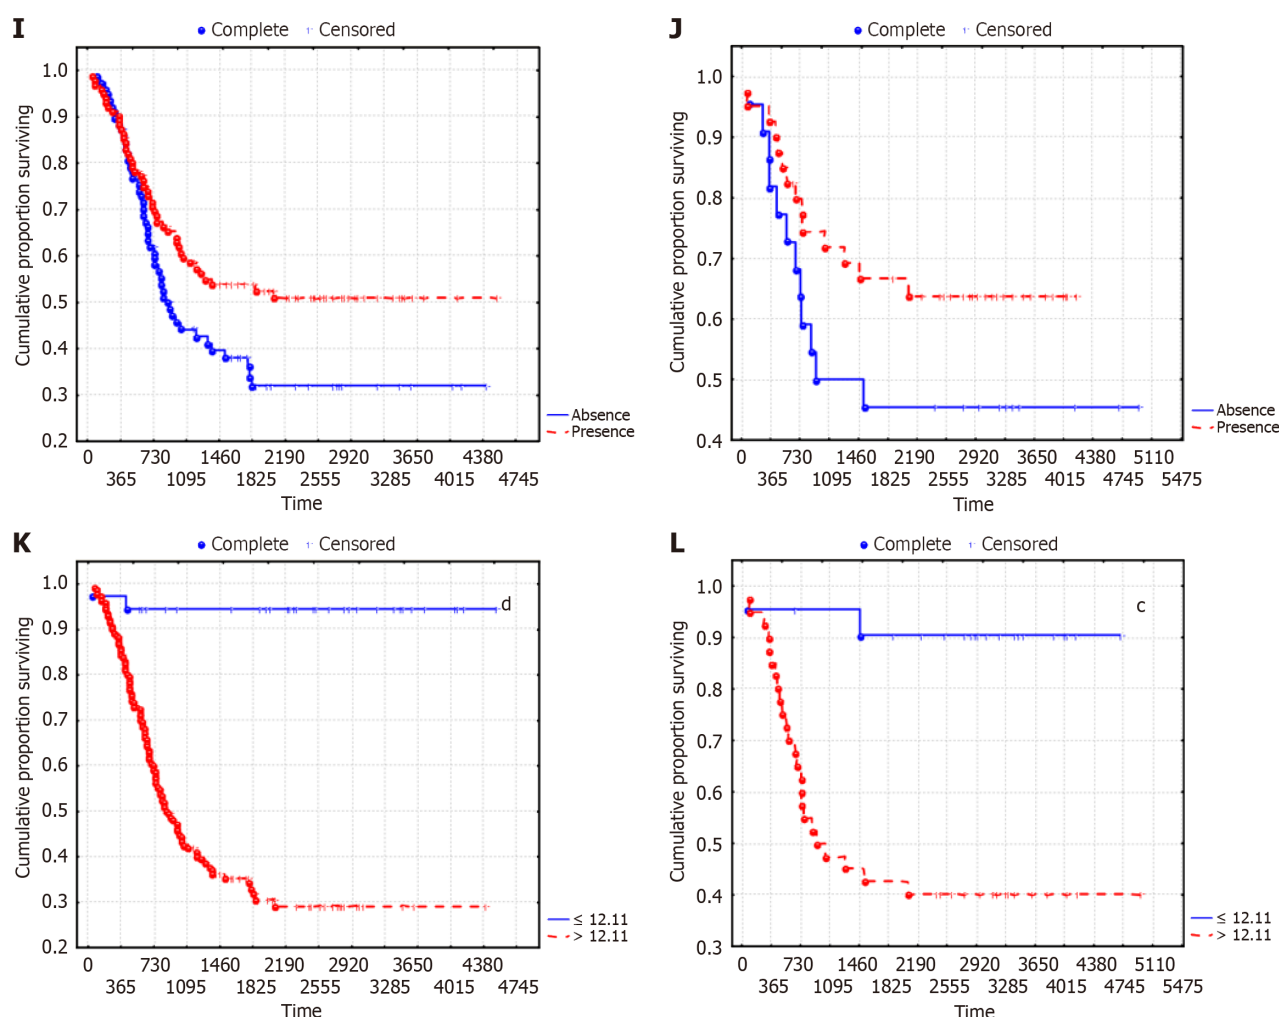 I
Complete Censored
Cumulative proportion surviving
1.0
0.9
0.8
0.7
0.6
0.5
0.4
0.3
0.2
Absence
Presence
0 730 1460 2190 2920 3650 4380
365 1095 1825 2555 3285 4015 4745
Time
J
Complete Censored
Cumulative proportion surviving
1.0
0.9
0.8
0.7
0.6
0.5
0.4
Absence
Presence
0 730 1460 2190 2920 3650 4380 5110
365 1095 1825 2555 3285 4015 4745 5475
Time
K
Complete Censored
Cumulative proportion surviving
1.0
0.9
0.8
0.7
0.6
0.5
0.4
0.3
0.2
d
≤ 12.11
> 12.11
0 730 1460 2190 2920 3650 4380
365 1095 1825 2555 3285 4015 4745
Time
L
Complete Censored
Cumulative proportion surviving
1.0
0.9
0.8
0.7
0.6
0.5
0.4
0.3
c
≤ 12.11
> 12.11
0 730 1460 2190 2920 3650 4380 5110
365 1095 1825 2555 3285 4015 4745 5475
Time